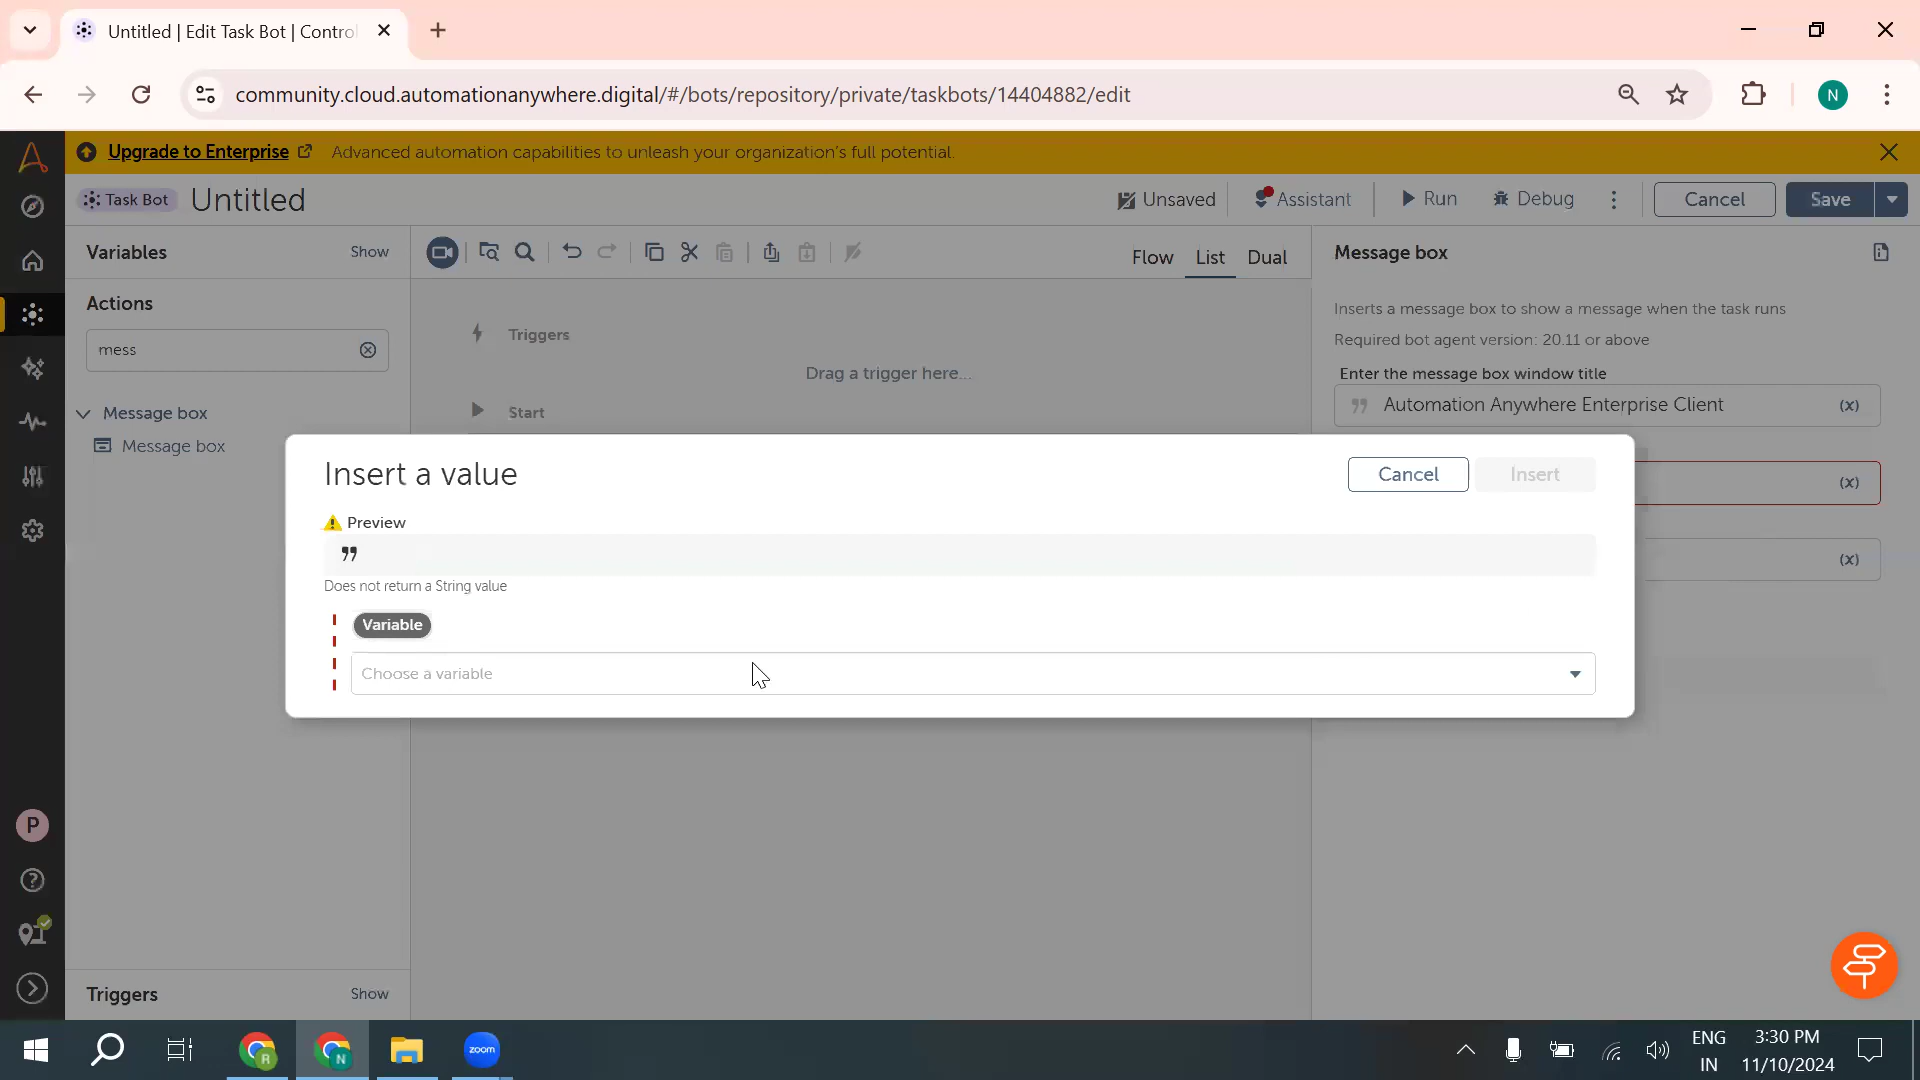 Untitled | Edit Task Bot | Contro
community.cloud.automationanywhere.digital/#/bots/repository/private/taskbots/14404882/edit
N
Upgrade to Enterprise
Advanced automation capabilities to unleash your organization's full potential.
Task Bot
Untitled
Unsaved
Assistant
Run
Debug
Cancel
Save
Variables
Show
Flow
List
Dual
Message box
Actions
mess
Message box
Message box
Triggers
Drag a trigger here...
Start
Inserts a message box to show a message when the task runs
Required bot agent version: 20.11 or above
Enter the message box window title
Automation Anywhere Enterprise Client
(x)
(x)
(x)
Insert a value
Cancel
Insert
Preview
Does not return a String value
Variable
Choose a variable
P
Triggers
Show
R
N
zoom
ENG
IN
3:30 PM
11/10/2024